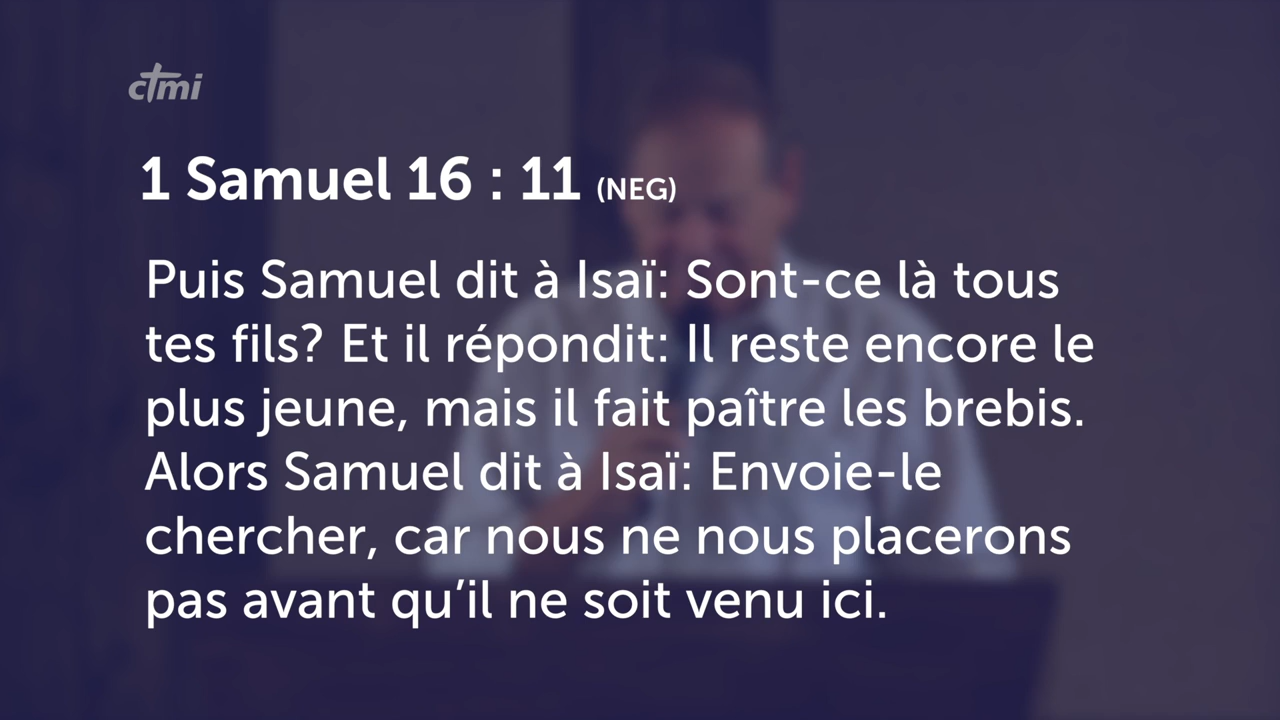 ctmi
1 Samuel 16 : 11 (NEG)
Puis Samuel dit à Isaï: Sont-ce là tous
tes fils? Et il répondit: Il reste encore le
plus jeune, mais il fait paître les brebis.
Alors Samuel dit à Isaï: Envoie-le
chercher, car nous ne nous placerons
pas avant qu’il ne soit venu ici.